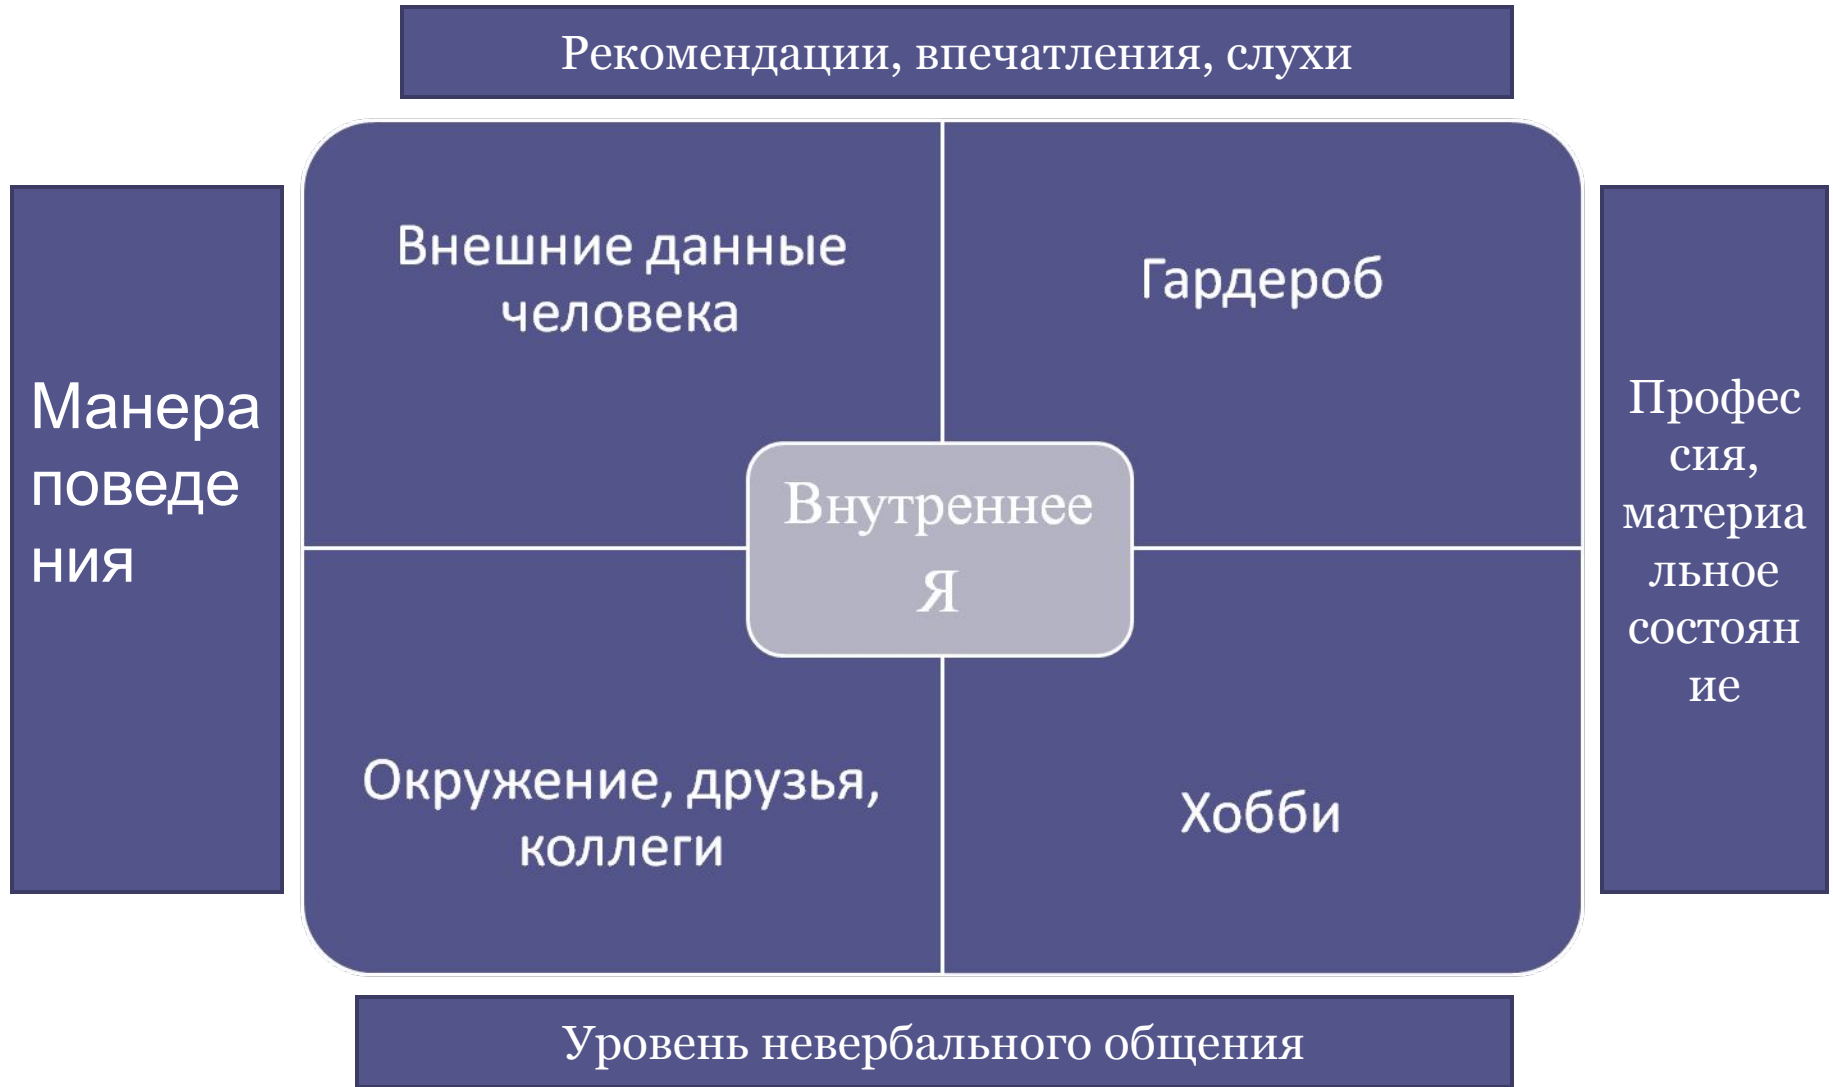 Рекомендации, впечатления, слухи
Внешние данные
человека
Гардероб
Манера
поведе
ния
Внутреннее
Я
Профес
сия,
материа
льное
состоян
ие
Окружение, друзья,
коллеги
Хобби
Уровень невербального общения